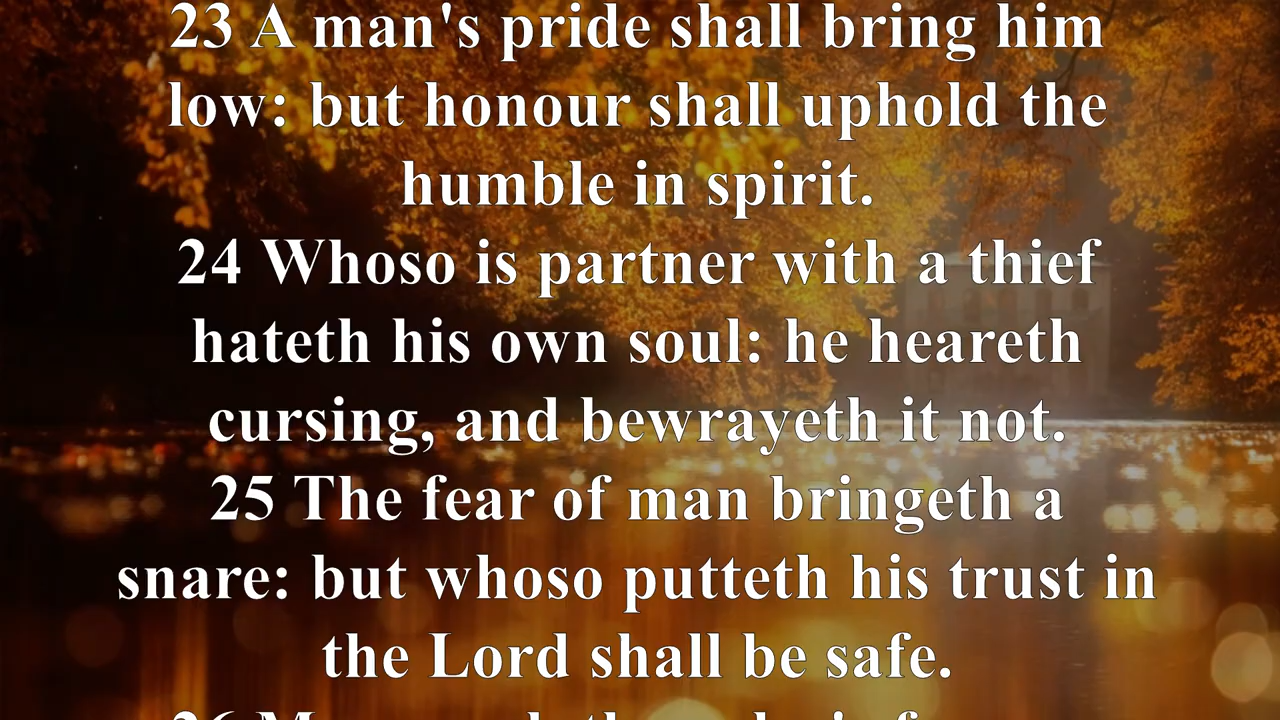 23 A man's pride shall bring him
low: but honour shall uphold the
humble in spirit.
24 Whoso is partner with a thief
hateth his own soul: he heareth
cursing, and bewrayeth it not.
25 The fear of man bringeth a
snare: but whoso putteth his trust in
the Lord shall be safe.